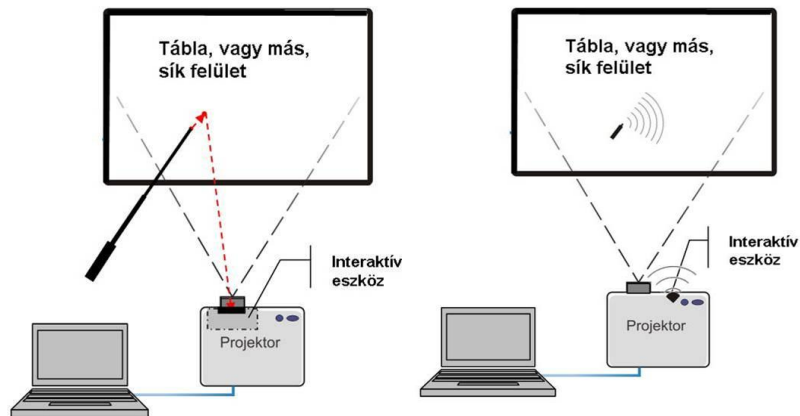 Tábla, vagy más,
sík felület
Interaktív
eszköz
Projektor
Tábla, vagy más,
sík felület
Interaktív
eszköz
Projektor